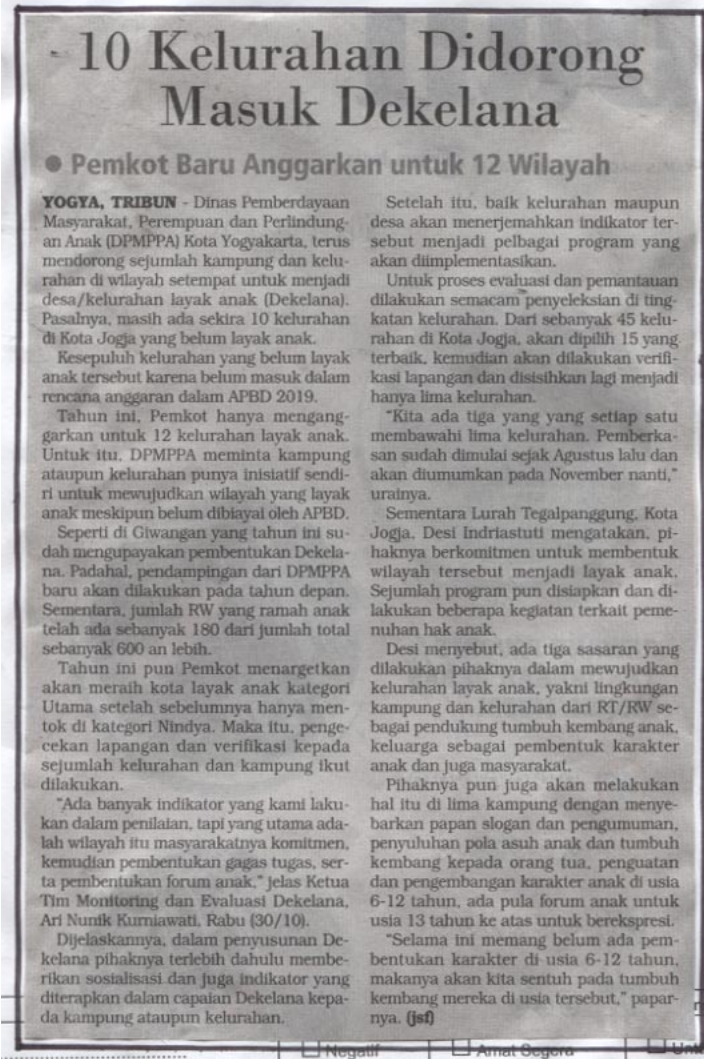 10 Kelurahan Didorong
Masuk Dekelana
● Pemkot Baru Anggarkan untuk 12 Wilayah
YOGYA, TRIBUN - Dinas Pemberdayaan
Masyarakat, Perempuan dan Perlindung-
an Anak (DPMPPA) Kota Yogyakarta, terus
mendorong sejumlah kampung dan kelu-
rahan di wilayah setempat untuk menjadi
desa/kelurahan layak anak (Dekelana).
Pasalnya, masih ada sekira 10 kelurahan
di Kota Jogja yang belum layak anak.
Kesepuluh kelurahan yang belum layak
anak tersebut karena belum masuk dalam
rencana anggaran dalam APBD 2019.
Tahun ini, Pemkot hanya mengang-
garkan untuk 12 kelurahan layak anak.
Untuk itu, DPMPPA meminta kampung
ataupun kelurahan punya inisiatif sendi-
ri untuk mewujudkan wilayah yang layak
anak meskipun belum dibiayai oleh APBD.
Seperti di Giwangan yang tahun ini su-
dah mengupayakan pembentukan Dekela-
na. Padahal, pendampingan dari DPMPPA
baru akan dilakukan pada tahun depan.
Sementara, jumlah RW yang ramah anak
telah ada sebanyak 180 dari jumlah total
sebanyak 600 an lebih.
Tahun ini pun Pemkot menargetkan
akan meraih kota layak anak kategori
Utama setelah sebelumnya hanya men-
tok di kategori Nindya. Maka itu, penge-
cekan lapangan dan verifikasi kepada
sejumlah kelurahan dan kampung ikut
dilakukan.
"Ada banyak indikator yang kami laku-
kan dalam penilaian, tapi yang utama ada-
lah wilayah itu masyarakatnya komitmen,
kemudian pembentukan gagas tugas, ser-
ta pembentukan forum anak," jelas Ketua
Tim Monitoring dan Evaluasi Dekelana,
Ari Nunik Kurniawati, Rabu (30/10).
Dijelaskannya, dalam penyusunan De-
kelana pihaknya terlebih dahulu membe-
rikan sosialisasi dan juga indikator yang
diterapkan dalam capaian Dekelana kepa-
da kampung ataupun kelurahan.
Setelah itu, baik kelurahan maupun
desa akan menerjemahkan indikator ter-
sebut menjadi pelbagai program yang
akan diimplementasikan.
Untuk proses evaluasi dan pemantauan
dilakukan semacam penyeleksian di ting-
katan kelurahan. Dari sebanyak 45 kelu-
rahan di Kota Jogja, akan dipilih 15 yang
terbaik, kemudian akan dilakukan verifi-
kasi lapangan dan disisihkan lagi menjadi
hanya lima kelurahan.
"Kita ada tiga yang yang setiap satu
membawahi lima kelurahan. Pemberka-
san sudah dimulai sejak Agustus lalu dan
akan diumumkan pada November nanti,"
urainya.
Sementara Lurah Tegalpanggung, Kota
Jogja, Desi Indriastuti mengatakan, pi-
haknya berkomitmen untuk membentuk
wilayah tersebut menjadi layak anak.
Sejumlah program pun disiapkan dan di-
lakukan beberapa kegiatan terkait peme-
nuhan hak anak.
Desi menyebut, ada tiga sasaran yang
dilakukan pihaknya dalam mewujudkan
kelurahan layak anak, yakni lingkungan
kampung dan kelurahan dari RT/RW se-
bagai pendukung tumbuh kembang anak,
keluarga sebagai pembentuk karakter
anak dan juga masyarakat.
Pihaknya pun juga akan melakukan
hal itu di lima kampung dengan menye-
barkan papan slogan dan pengumuman,
penyuluhan pola asuh anak dan tumbuh
kembang kepada orang tua, penguatan
dan pengembangan karakter anak di usia
6-12 tahun, ada pula forum anak untuk
usia 13 tahun ke atas untuk berekspresi.
"Selama ini memang belum ada pem-
bentukan karakter di usia 6-12 tahun,
makanya akan kita sentuh pada tumbuh
kembang mereka di usia tersebut," papar-
nya. (jsf)
Negatif
Amat Segera